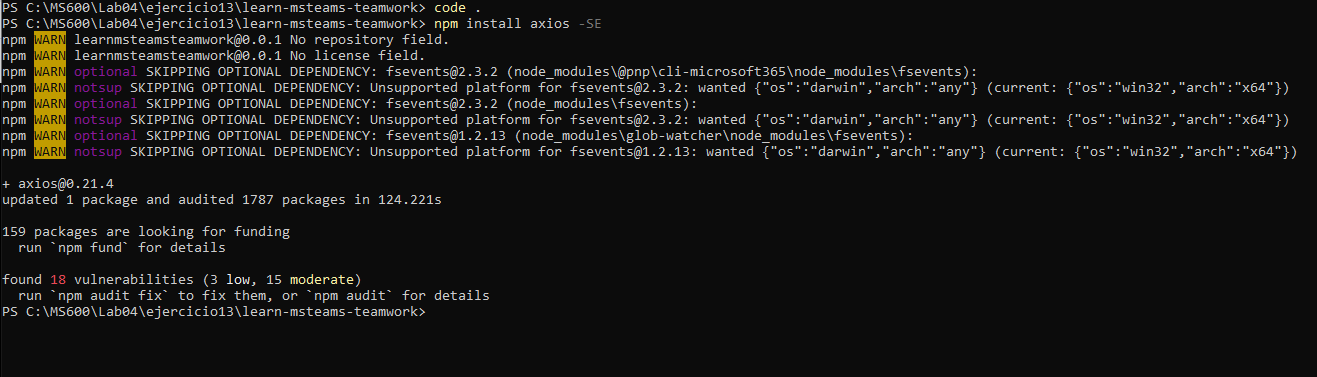 PS C:\MS600\Lab04\ejercicio13\learn-msteams-teamwork> code .
PS C:\MS600\Lab04\ejercicio13\learn-msteams-teamwork> npm install axios -SE
npm WARN learnmsteamsteamwork@0.0.1 No repository field.
npm WARN learnmsteamsteamwork@0.0.1 No license field.
npm WARN optional SKIPPING OPTIONAL DEPENDENCY: fsevents@2.3.2 (node_modules\@pnp\cli-microsoft365\node_modules\fsevents):
npm WARN notsup SKIPPING OPTIONAL DEPENDENCY: Unsupported platform for fsevents@2.3.2: wanted {"os":"darwin","arch":"any"} (current: {"os":"win32","arch":"x64"})
npm WARN optional SKIPPING OPTIONAL DEPENDENCY: fsevents@2.3.2 (node_modules\fsevents):
npm WARN notsup SKIPPING OPTIONAL DEPENDENCY: Unsupported platform for fsevents@2.3.2: wanted {"os":"darwin","arch":"any"} (current: {"os":"win32","arch":"x64"})
npm WARN optional SKIPPING OPTIONAL DEPENDENCY: fsevents@1.2.13 (node_modules\glob-watcher\node_modules\fsevents):
npm WARN notsup SKIPPING OPTIONAL DEPENDENCY: Unsupported platform for fsevents@1.2.13: wanted {"os":"darwin","arch":"any"} (current: {"os":"win32","arch":"x64"})
+ axios@0.21.4
updated 1 package and audited 1787 packages in 124.221s
159 packages are looking for funding
  run `npm fund` for details
found 18 vulnerabilities (3 low, 15 moderate)
  run `npm audit fix` to fix them, or `npm audit` for details
PS C:\MS600\Lab04\ejercicio13\learn-msteams-teamwork>